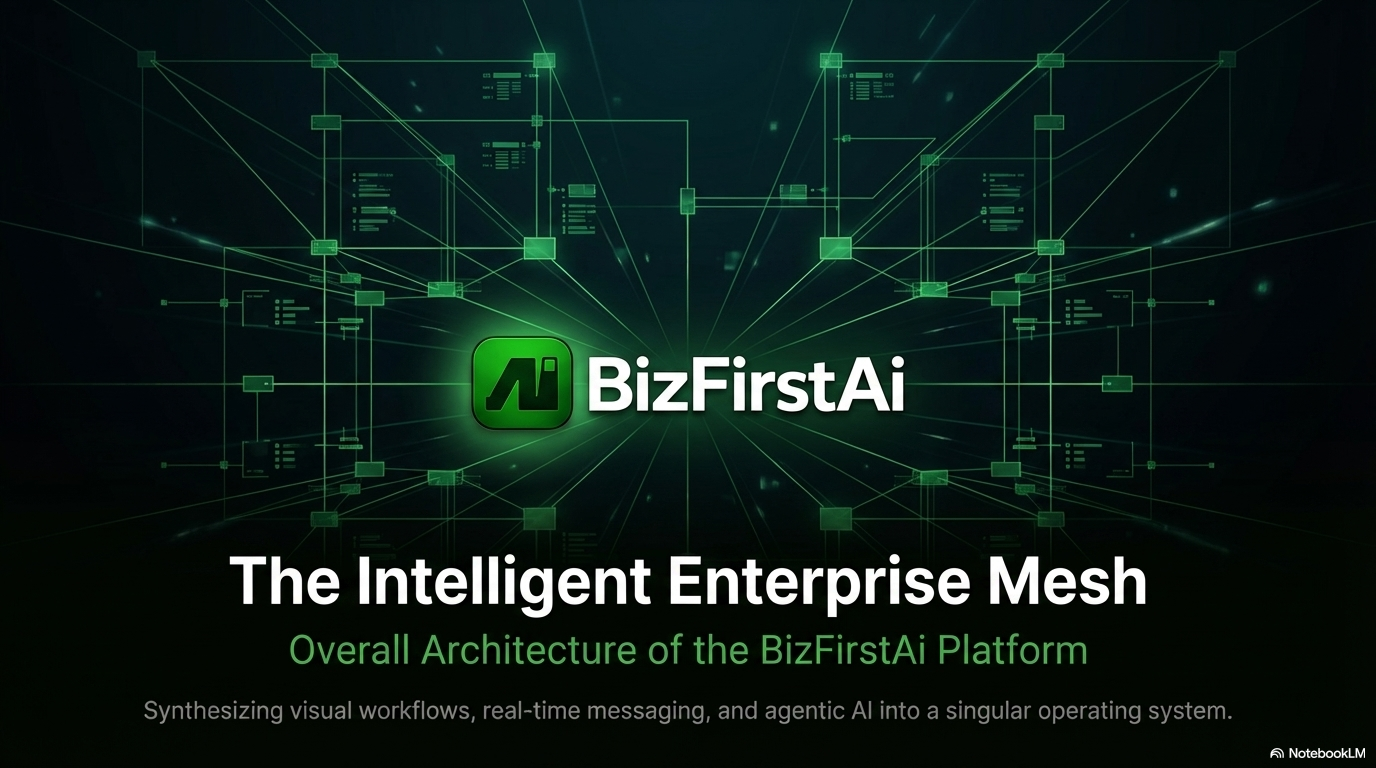 Ai BizFirstAi
The Intelligent Enterprise Mesh
Overall Architecture of the BizFirstAi Platform
Synthesizing visual workflows, real-time messaging, and agentic AI into a singular operating system.
NotebookLM